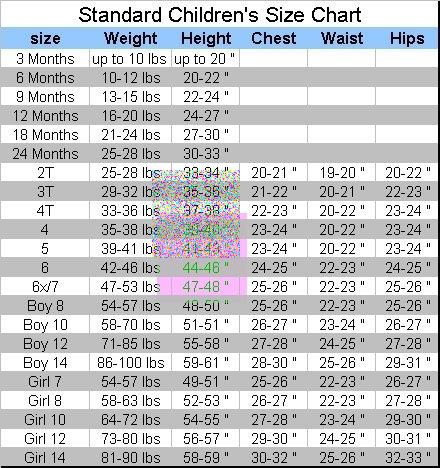 Standard Children's Size Chart
size Weight Height Chest Waist Hips
3 Months up to 10 lbs up to 20 "
6 Months 10-12 lbs 20-22 "
9 Months 13-15 lbs 22-24 "
12 Months 16-20 lbs 24-27 "
18 Months 21-24 lbs 27-30 "
24 Months 25-28 lbs 30-33 "
2T 25-28 lbs 33-34 " 20-21 " 19-20 " 20-22 "
3T 29-32 lbs 21-22 " 20-21 " 22-23 "
4T 33-36 lbs 37-38 " 22-23 " 20-22 " 23-24 "
4 35-38 lbs 23-24 " 20-22 " 23-24 "
5 39-41 lbs 23-24 " 20-22 " 23-24 "
6 42-46 lbs 44-46 " 24-25 " 22-23 " 24-25 "
6x/7 47-53 lbs 47-48 " 25-26 " 22-23 " 25-26 "
Boy 8 54-57 lbs 48-50 " 25-26 " 22-23 " 25-26 "
Boy 10 58-70 lbs 51-51 " 26-27 " 23-24 " 26-27 "
Boy 12 71-85 lbs 55-58 " 27-28 " 24-25 " 27-28 "
Boy 14 86-100 lbs 59-61 " 28-30 " 25-26 " 29-31 "
Girl 7 54-57 lbs 49-51 " 25-26 " 22-23 " 26-27 "
Girl 8 58-63 lbs 52-53 " 26-27 " 22-23 " 27-28 "
Girl 10 64-72 lbs 54-55 " 27-28 " 23-24 " 29-30 "
Girl 12 73-80 lbs 56-57 " 29-30 " 24-25 " 30-31 "
Girl 14 81-90 lbs 58-59 " 30-32 " 25-26 " 32-33 "